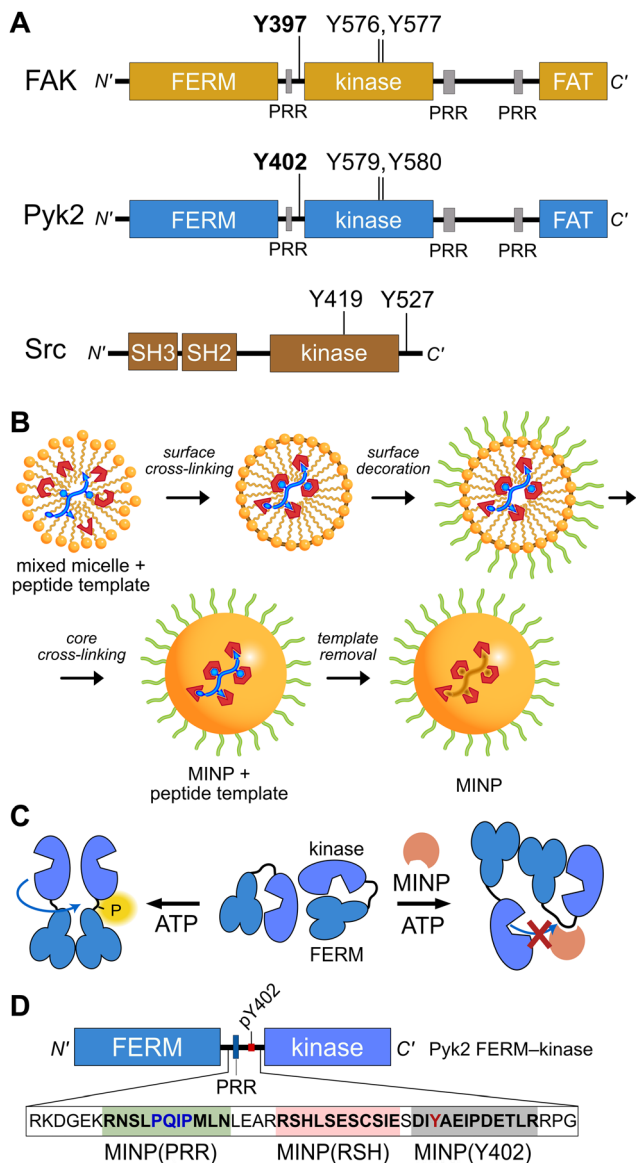 A
Y397 Y576,Y577
FAK N′ FERM kinase FAT C′
PRR PRR PRR
Y402 Y579,Y580
Pyk2 N′ FERM kinase FAT C′
PRR PRR PRR
Y419 Y527
Src N′ SH3 SH2 kinase C′
B
surface
cross-linking
surface
decoration
mixed micelle +
peptide template
core
cross-linking
template
removal
MINP +
peptide template
MINP
C
kinase
MINP
P
ATP
ATP
FERM
D
pY402
N′ FERM kinase C′ Pyk2 FERM–kinase
PRR
RKDGEKRNSLPQIPMLNLEARRSHLSESCSIESDIYAEIPDETLRRPG
MINP(PRR) MINP(RSH) MINP(Y402)